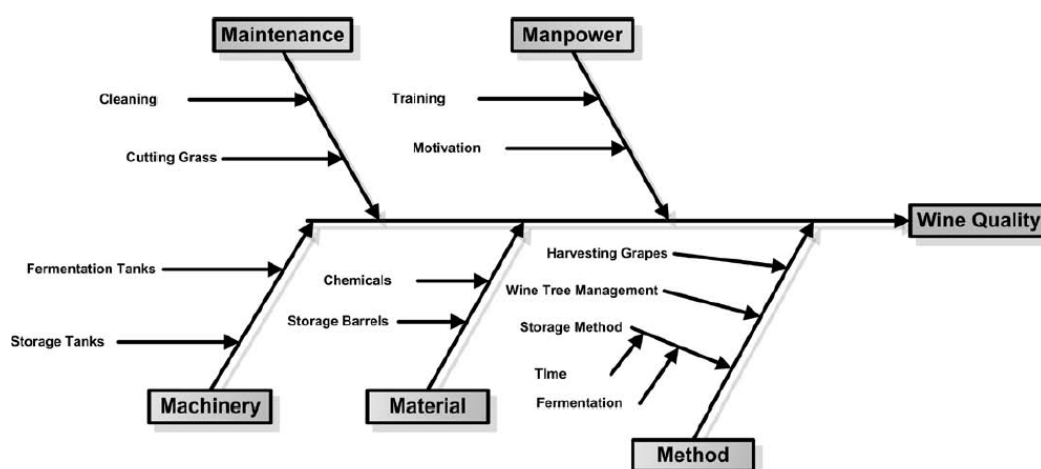 Maintenance
Manpower
Cleaning
Training
Cutting Grass
Motivation
Wine Quality
Harvesting Grapes
Fermentation Tanks
Chemicals
Wine Tree Management
Storage Barrels
Storage Method
Storage Tanks
TIme
Fermentation
Machinery
Material
Method